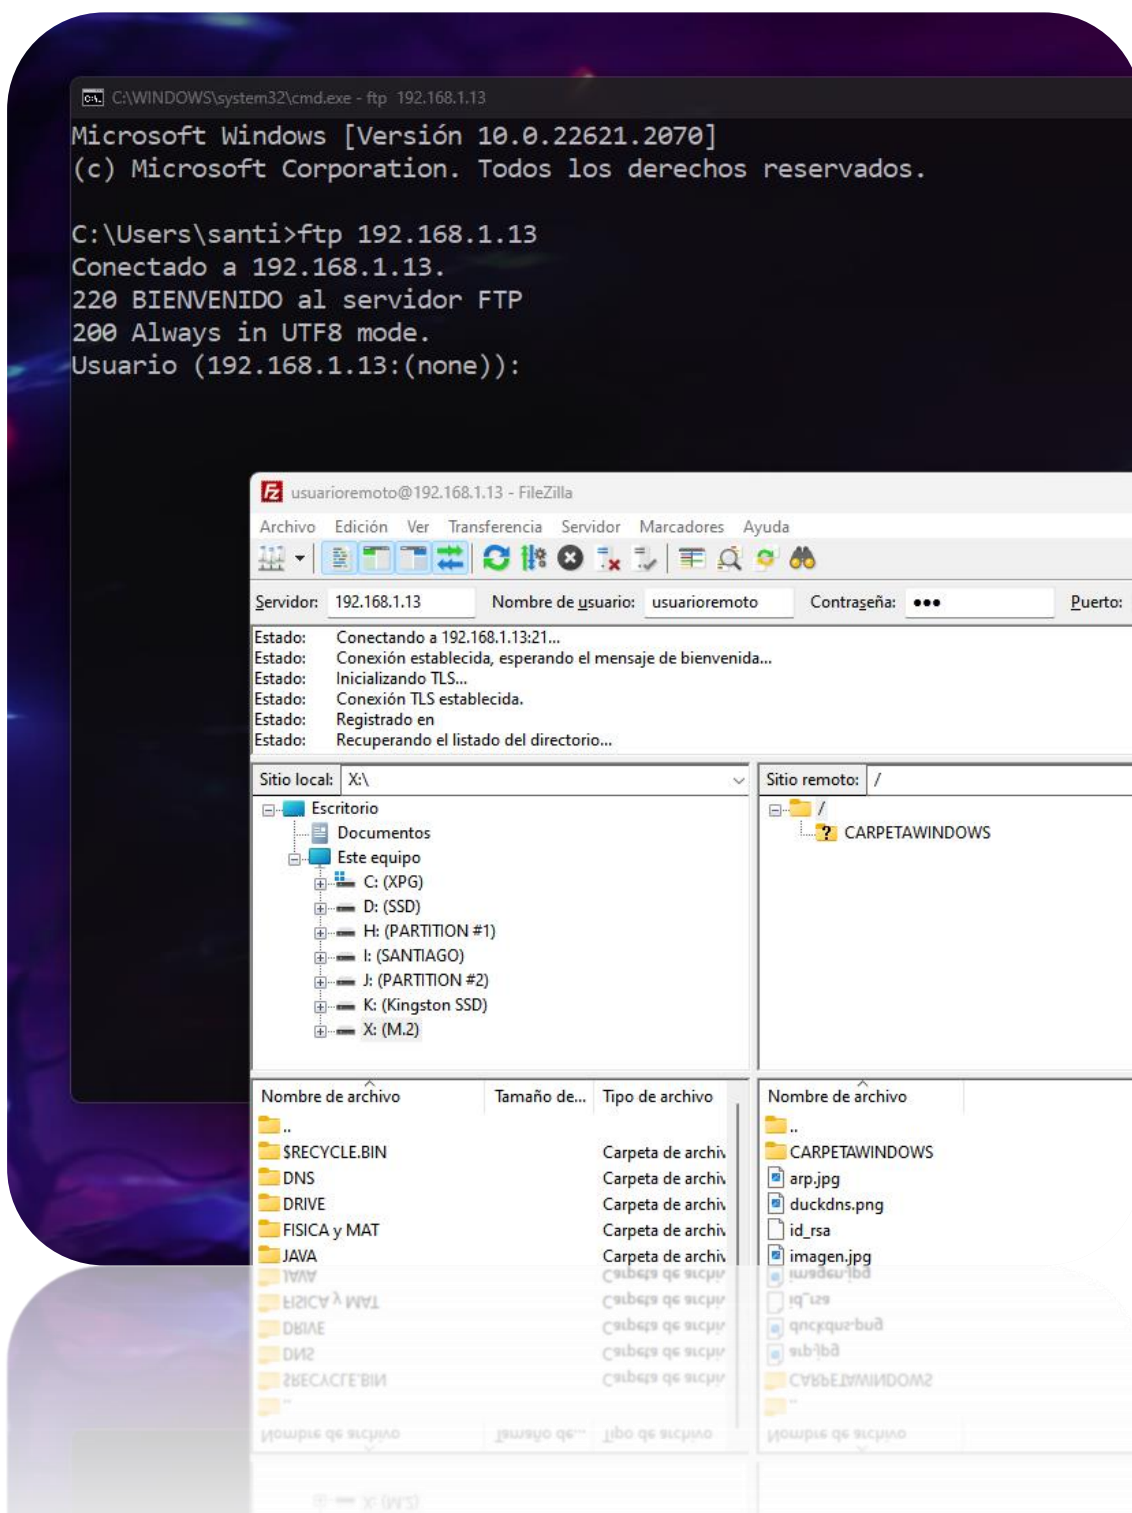 C:\WINDOWS\system32\cmd.exe - ftp 192.168.1.13
Microsoft Windows [Versión 10.0.22621.2070]
(c) Microsoft Corporation. Todos los derechos reservados.
C:\Users\santi>ftp 192.168.1.13
Conectado a 192.168.1.13.
220 BIENVENIDO al servidor FTP
200 Always in UTF8 mode.
Usuario (192.168.1.13:(none)):
usuarioremoto@192.168.1.13 - FileZilla
Archivo Edición Ver Transferencia Servidor Marcadores Ayuda
Servidor: 192.168.1.13 Nombre de usuario: usuarioremoto Contraseña: ●●● Puerto:
Estado: Conectando a 192.168.1.13:21...
Estado: Conexión establecida, esperando el mensaje de bienvenida...
Estado: Inicializando TLS...
Estado: Conexión TLS establecida.
Estado: Registrado en
Estado: Recuperando el listado del directorio...
Sitio local: X:\
Escritorio
Documentos
Este equipo
C: (XPG)
D: (SSD)
H: (PARTITION #1)
I: (SANTIAGO)
J: (PARTITION #2)
K: (Kingston SSD)
X: (M.2)
Sitio remoto: /
/
CARPETAWINDOWS
Nombre de archivo Tamaño de... Tipo de archivo
..
$RECYCLE.BIN Carpeta de archiv
DNS Carpeta de archiv
DRIVE Carpeta de archiv
FISICA y MAT Carpeta de archiv
JAVA Carpeta de archiv
Nombre de archivo
..
CARPETAWINDOWS
arp.jpg
duckdns.png
id_rsa
imagen.jpg